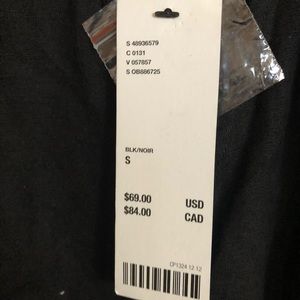 S 48936579
C 0131
V 057857
S OB886725
BLK/NOIR
S
$69.00 USD
$84.00 CAD
CP1324 12.12